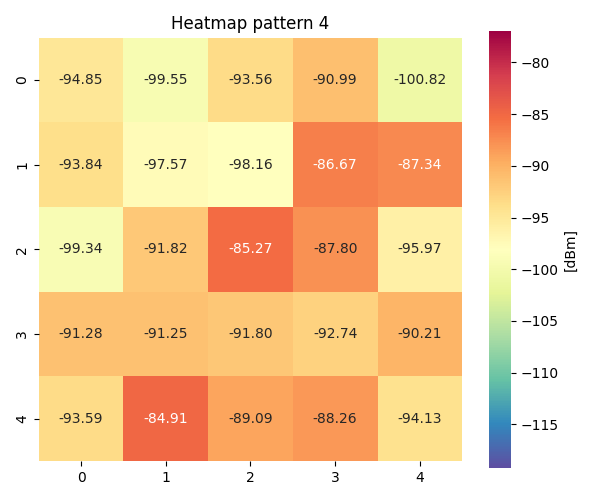 Heatmap pattern 4
0 -94.85 -99.55 -93.56 -90.99 -100.82
1 -93.84 -97.57 -98.16 -86.67 -87.34
2 -99.34 -91.82 -85.27 -87.80 -95.97
3 -91.28 -91.25 -91.80 -92.74 -90.21
4 -93.59 -84.91 -89.09 -88.26 -94.13
0 1 2 3 4
−80
−85
−90
−95
−100
−105
−110
−115
[dBm]